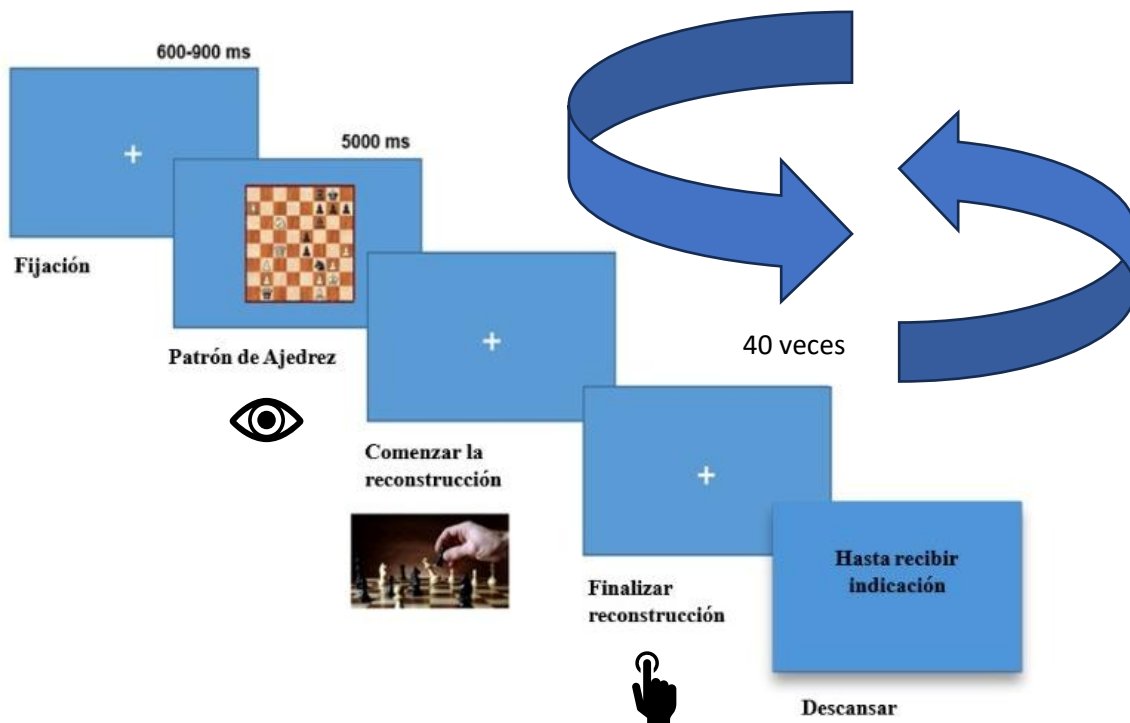 600-900 ms
5000 ms
Fijación
Patrón de Ajedrez
40 veces
Comenzar la
reconstrucción
Hasta recibir
indicación
Finalizar
reconstrucción
Descansar